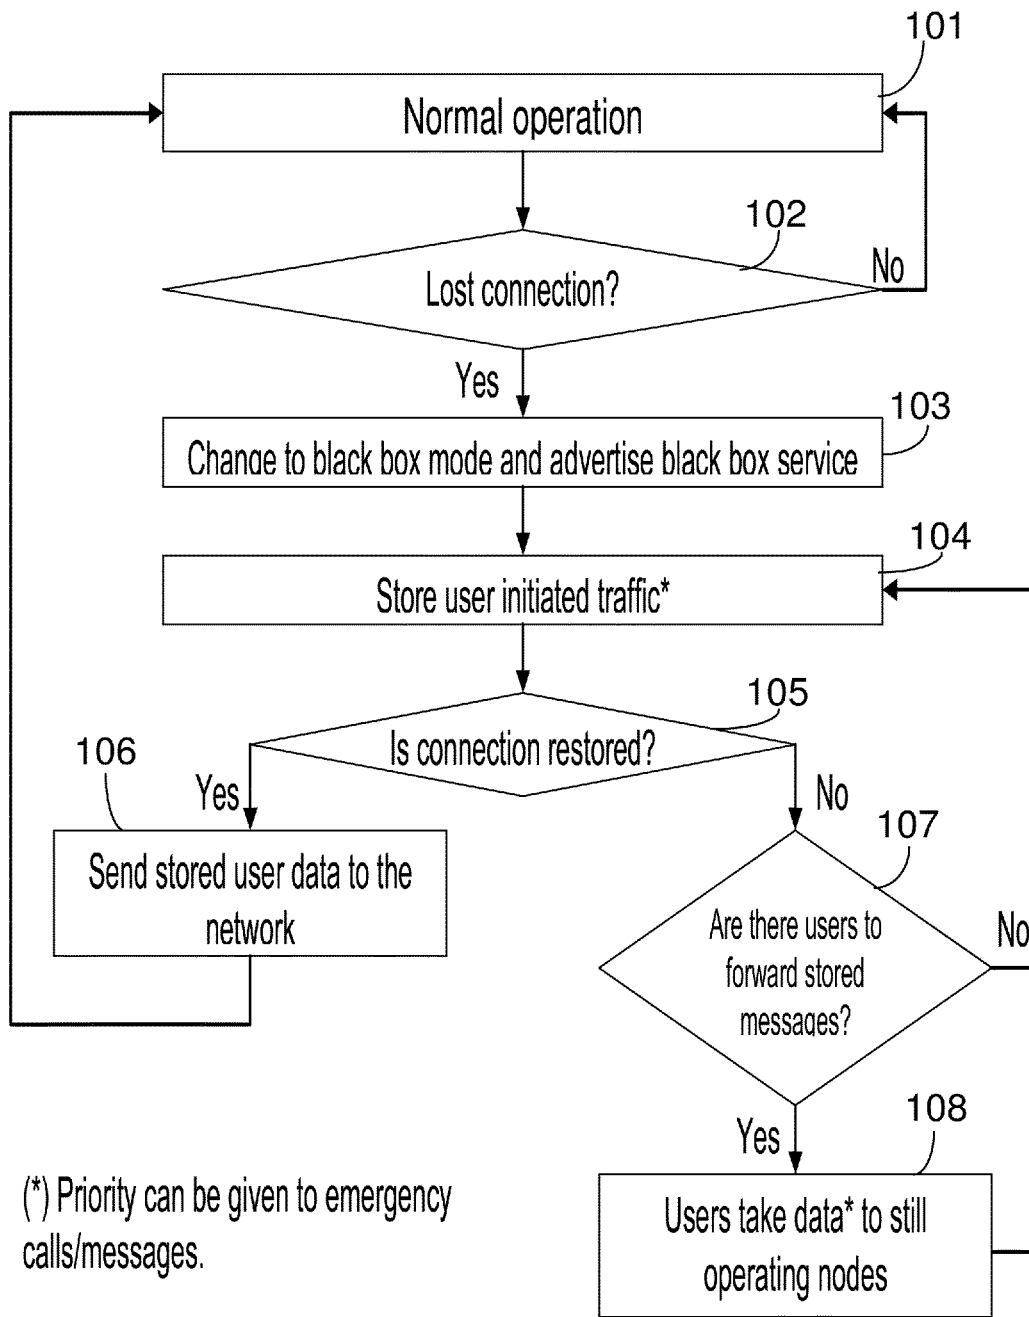 101
Normal operation
102
Lost connection?
No
Yes
103
Change to black box mode and advertise black box service
104
Store user initiated traffic*
105
Is connection restored?
106
Yes
No
Send stored user data to the
network
107
Are there users to
forward stored
messages?
No
Yes
108
Users take data* to still
operating nodes
(*) Priority can be given to emergency
calls/messages.